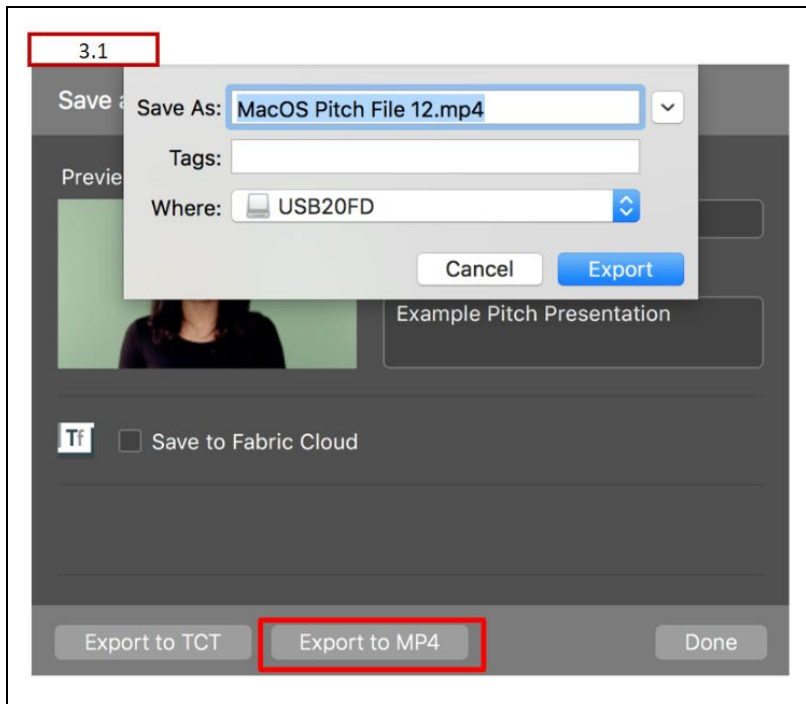 3.1
Save
Save As: MacOS Pitch File 12.mp4
Tags:
Where: USB20FD
Cancel Export
Example Pitch Presentation
Tf Save to Fabric Cloud
Export to TCT Export to MP4 Done